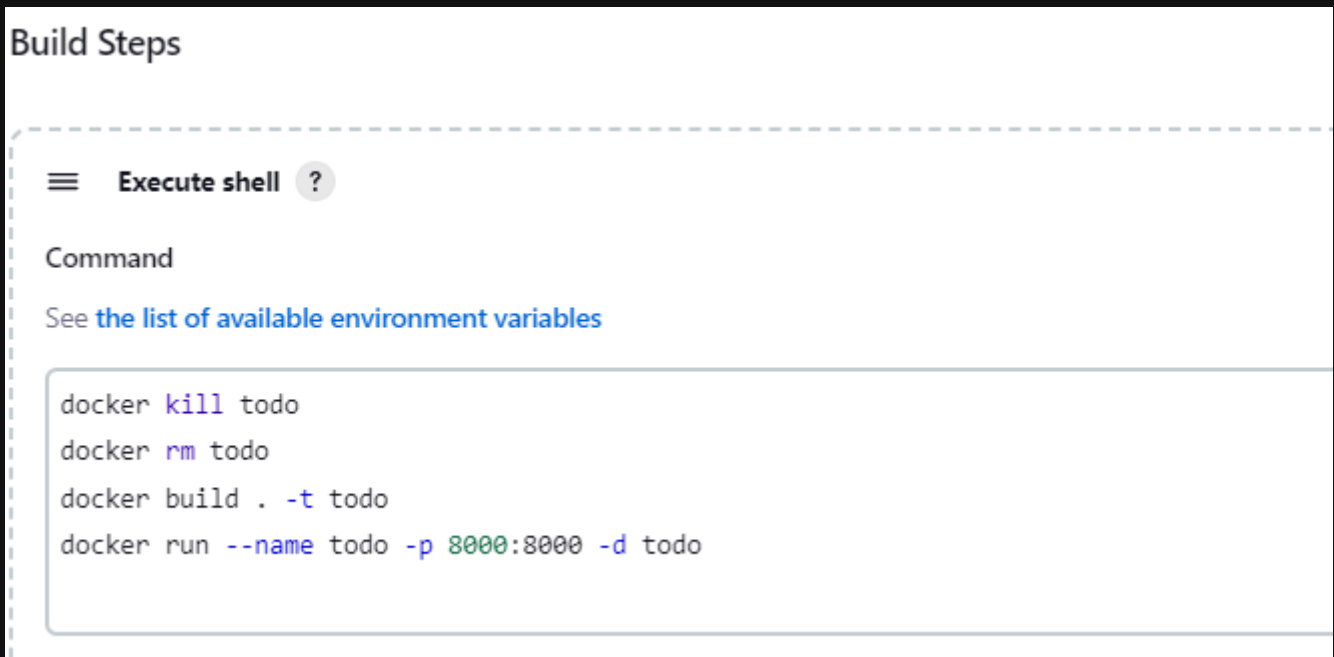 Build Steps
Execute shell ?
Command
See the list of available environment variables
docker kill todo
docker rm todo
docker build . -t todo
docker run --name todo -p 8000:8000 -d todo